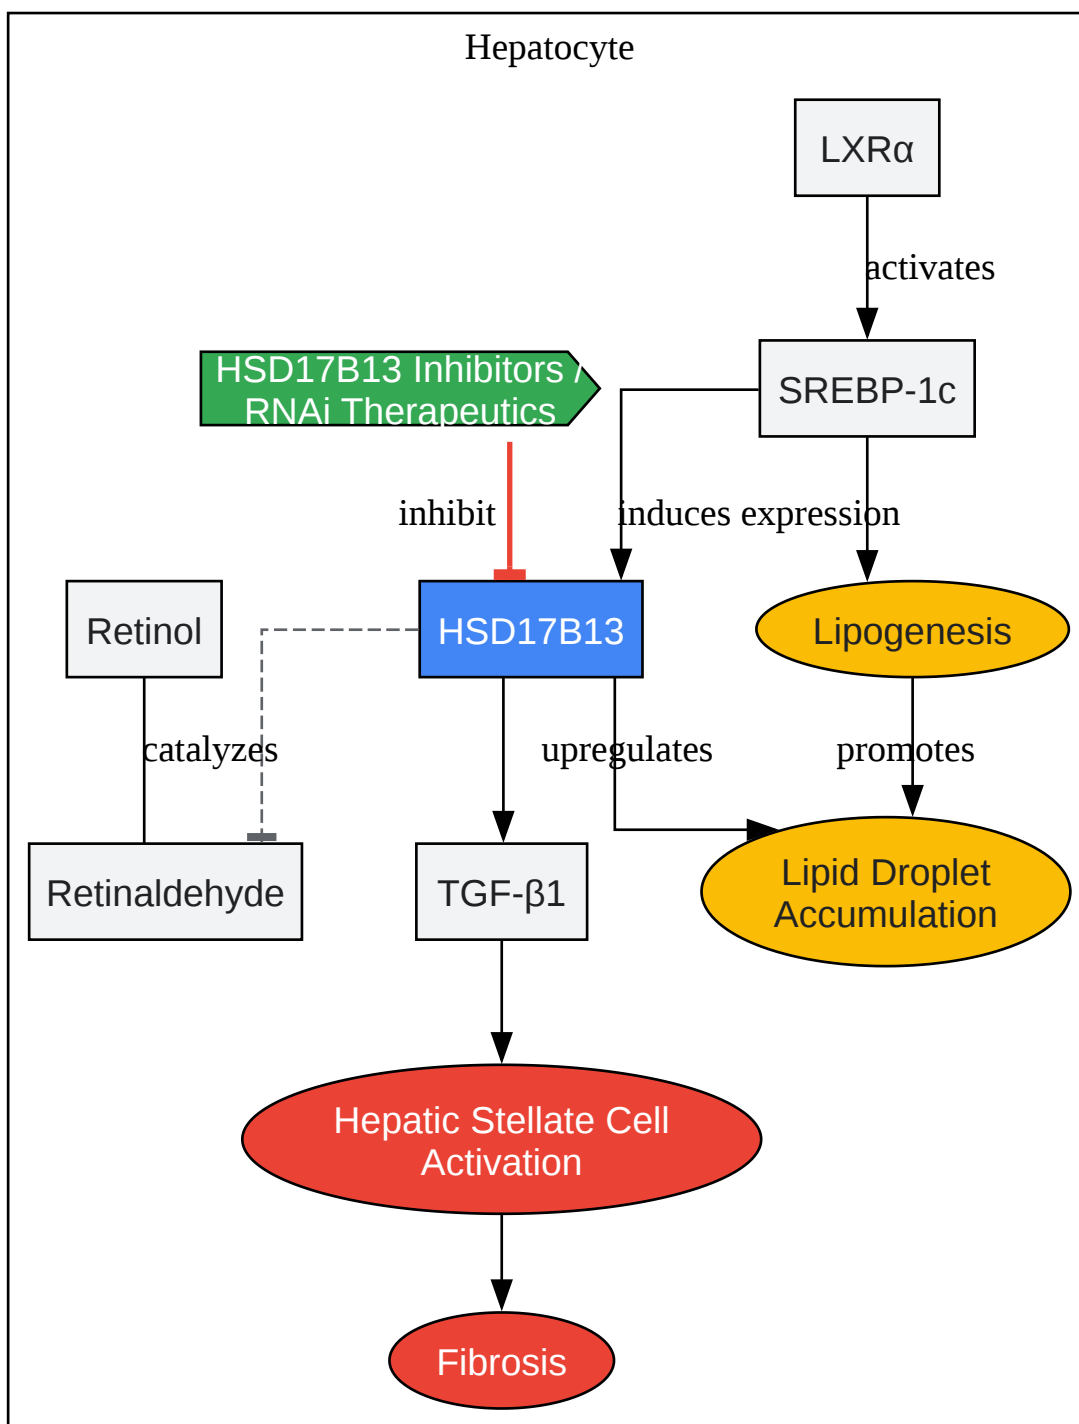 Hepatocyte
LXRα
activates
HSD17B13 Inhibitors /
RNAi Therapeutics
SREBP-1c
inhibit
induces expression
Retinol
HSD17B13
Lipogenesis
catalyzes
upregulates
promotes
Retinaldehyde
TGF-β1
Lipid Droplet
Accumulation
Hepatic Stellate Cell
Activation
Fibrosis